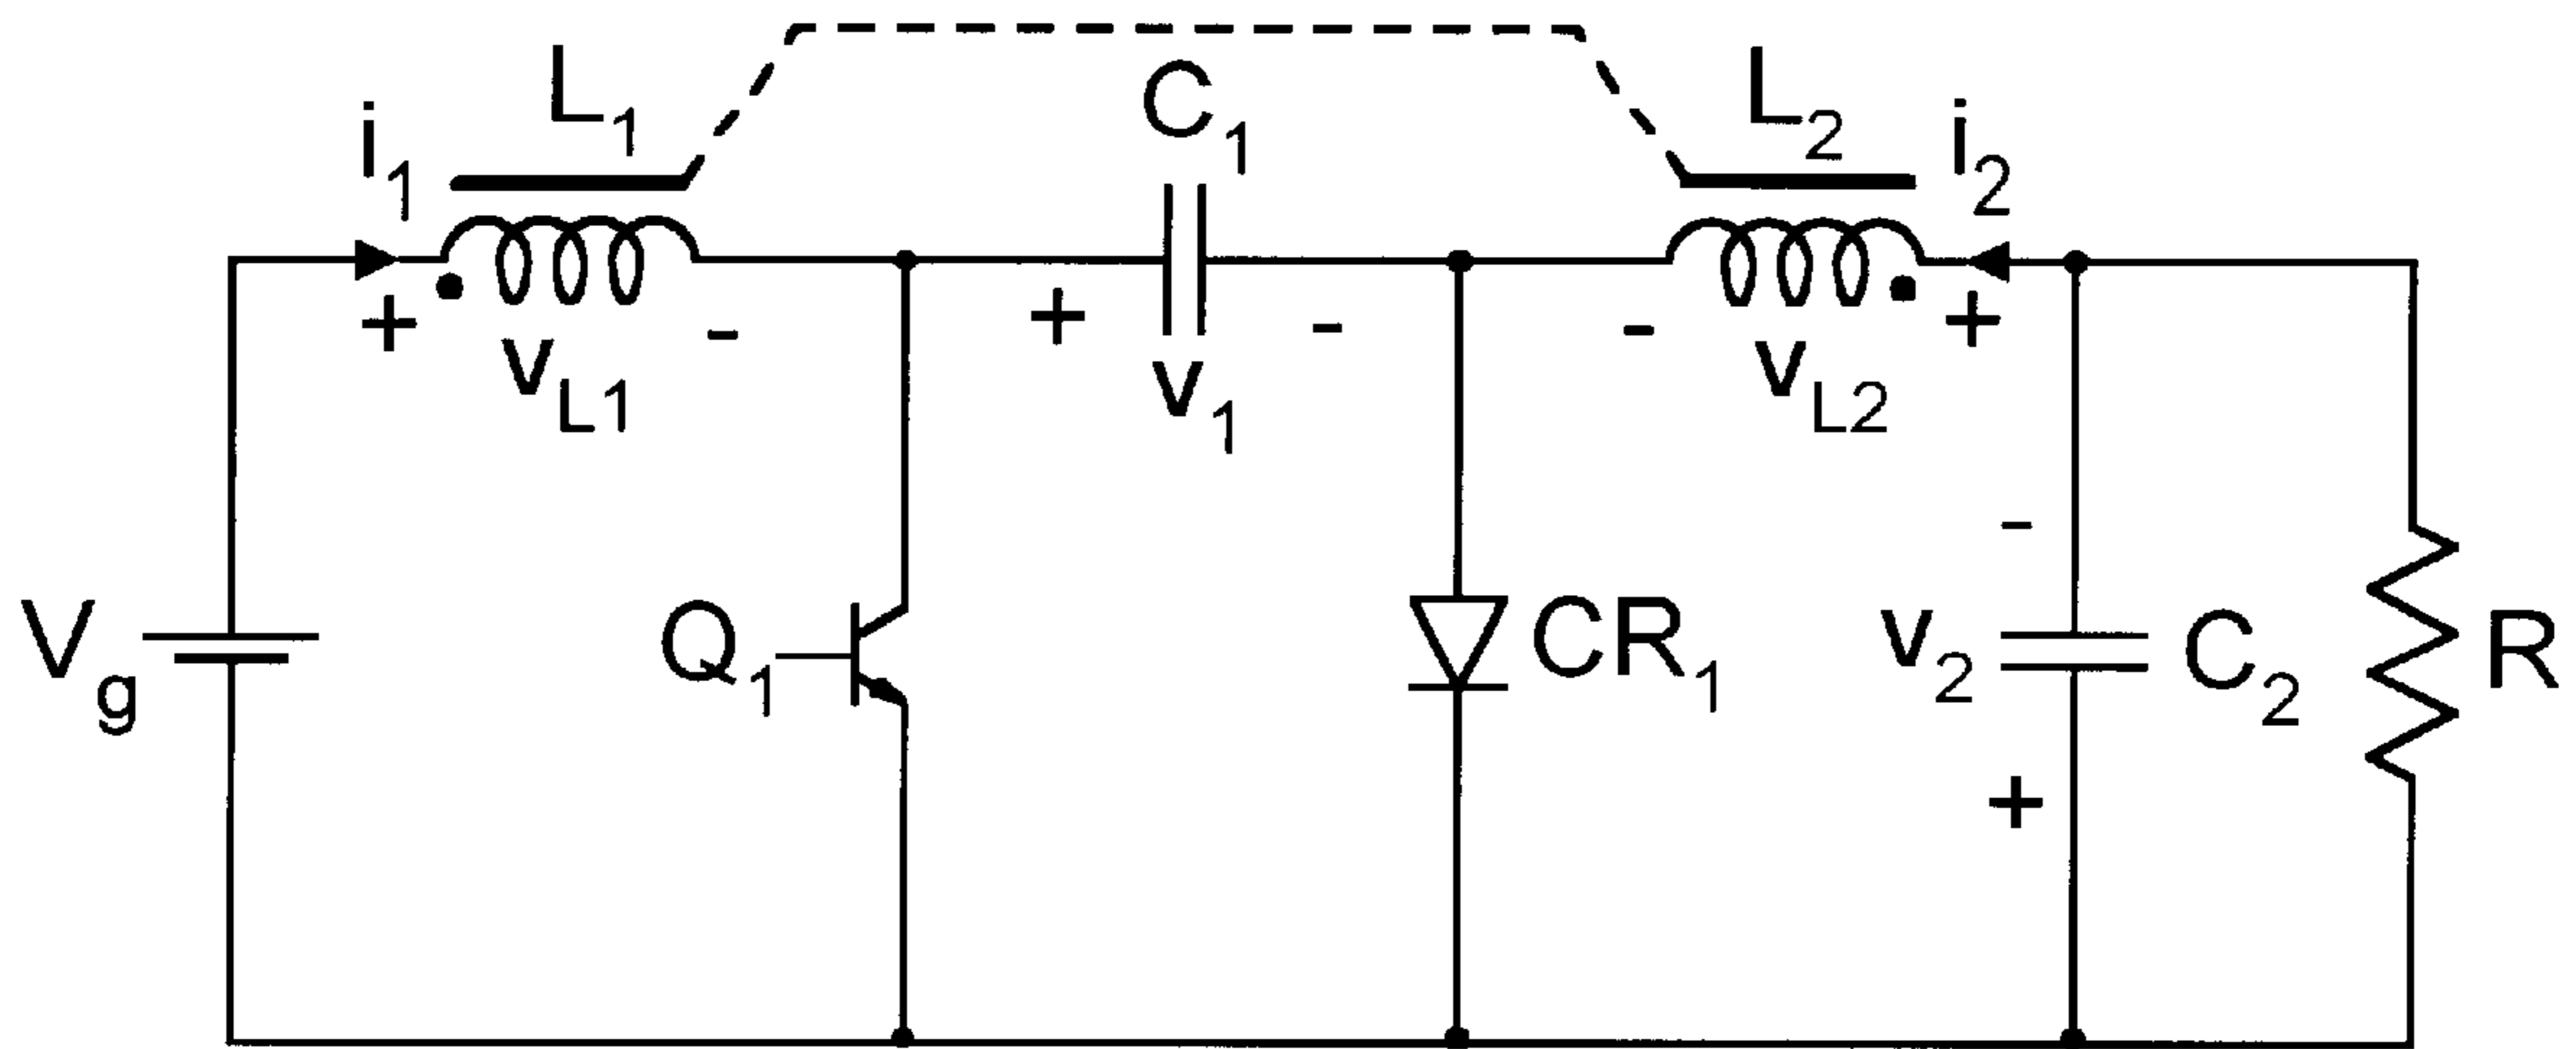 L1
C1
L2
i1
i2
+ vL1 -
+ v1 -
- vL2 +
Vg
Q1
CR1
-
v2
+
C2
R